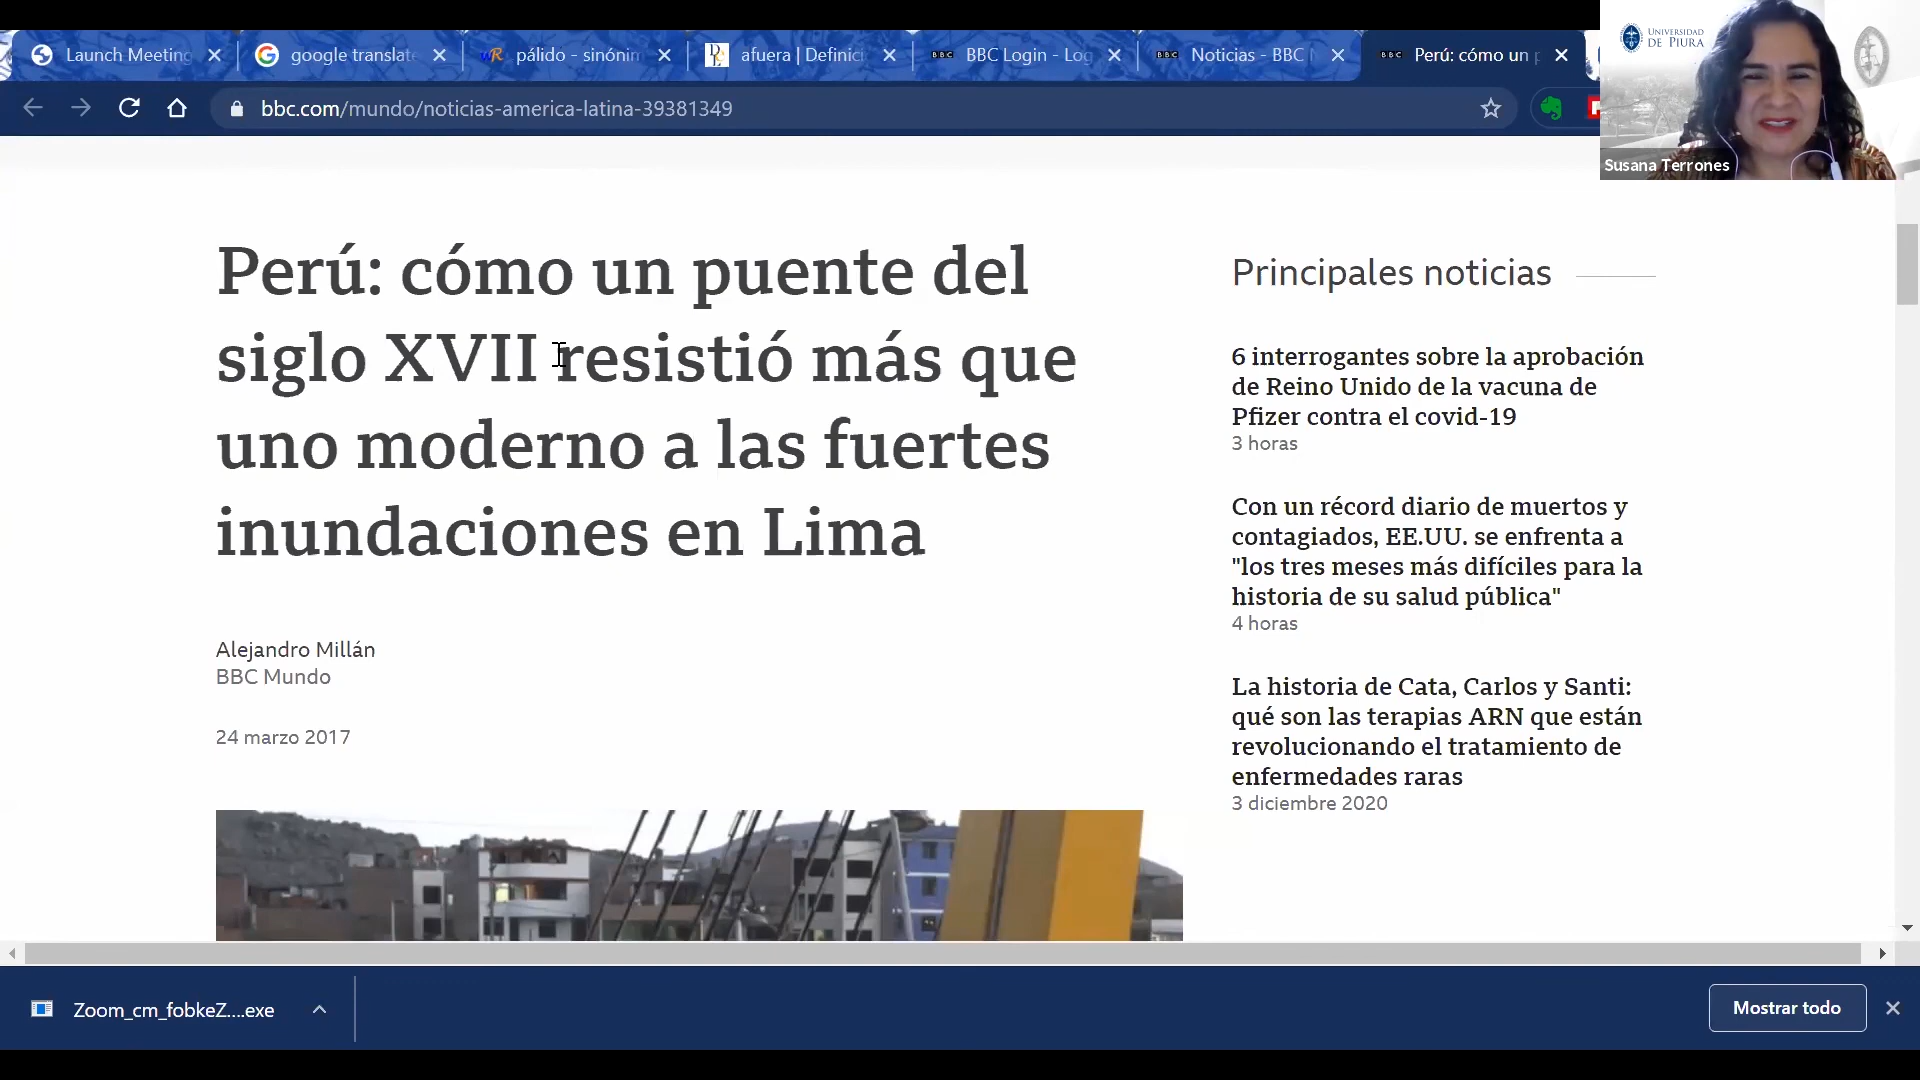 Launch Meeting
google translate
pálido - sinónim
afuera | Definici
BBC Login - Log
Noticias - BBC N
Perú: cómo un p
UNIVERSIDAD
DE PIURA
bbc.com/mundo/noticias-america-latina-39381349
Susana Terrones
Perú: cómo un puente del
siglo XVII resistió más que
uno moderno a las fuertes
inundaciones en Lima
Alejandro Millán
BBC Mundo
24 marzo 2017
Principales noticias
6 interrogantes sobre la aprobación
de Reino Unido de la vacuna de
Pfizer contra el covid-19
3 horas
Con un récord diario de muertos y
contagiados, EE.UU. se enfrenta a
"los tres meses más difíciles para la
historia de su salud pública"
4 horas
La historia de Cata, Carlos y Santi:
qué son las terapias ARN que están
revolucionando el tratamiento de
enfermedades raras
3 diciembre 2020
Zoom_cm_fobkeZ....exe
Mostrar todo